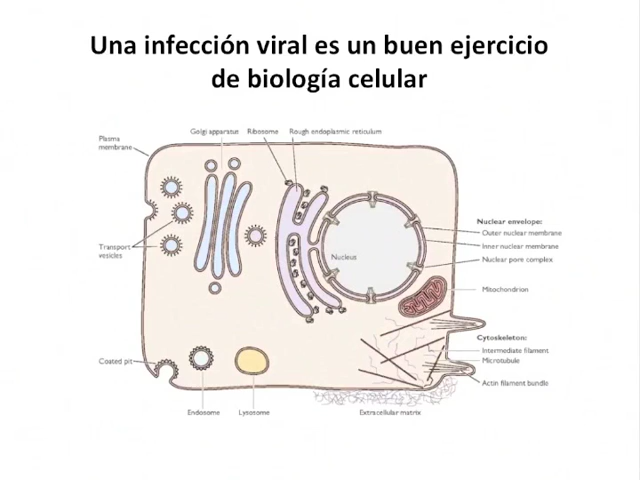 Una infección viral es un buen ejercicio
de biología celular
Golgi apparatus
Ribosome
Rough endoplasmic reticulum
Plasma
membrane
Transport
vesicles
Nucleus
Nuclear envelope:
Outer nuclear membrane
Inner nuclear membrane
Nuclear pore complex
Mitochondrion
Cytoskeleton:
Intermediate filament
Microtubule
Actin filament bundle
Coated pit
Endosome
Lysosome
Extracellular matrix